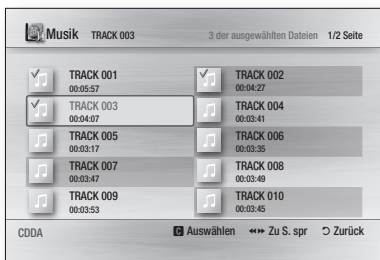 Musik TRACK 003 3 der ausgewählten Dateien 1/2 Seite
TRACK 001
00:05:57
TRACK 002
00:04:27
TRACK 003
00:04:07
TRACK 004
00:03:41
TRACK 005
00:03:17
TRACK 006
00:03:35
TRACK 007
00:03:47
TRACK 008
00:03:49
TRACK 009
00:03:53
TRACK 010
00:03:45
CDDA C Auswählen Zu S. spr Zurück